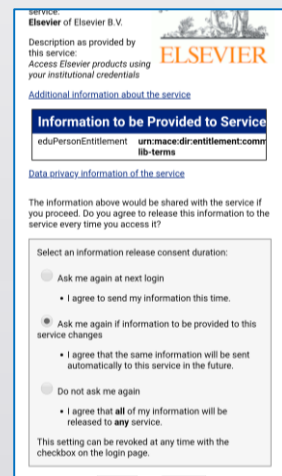 service:
Elsevier of Elsevier B.V.
Description as provided by
this service:
Access Elsevier products using
your institutional credentials
ELSEVIER
Additional information about the service
Information to be Provided to Service
eduPersonEntitlement urn:mace:dir:entitlement:comm
lib-terms
Data privacy information of the service
The information above would be shared with the service if
you proceed. Do you agree to release this information to the
service every time you access it?
Select an information release consent duration:
Ask me again at next login
• I agree to send my information this time.
Ask me again if information to be provided to this
service changes
• I agree that the same information will be sent
automatically to this service in the future.
Do not ask me again
• I agree that all of my information will be
released to any service.
This setting can be revoked at any time with the
checkbox on the login page.